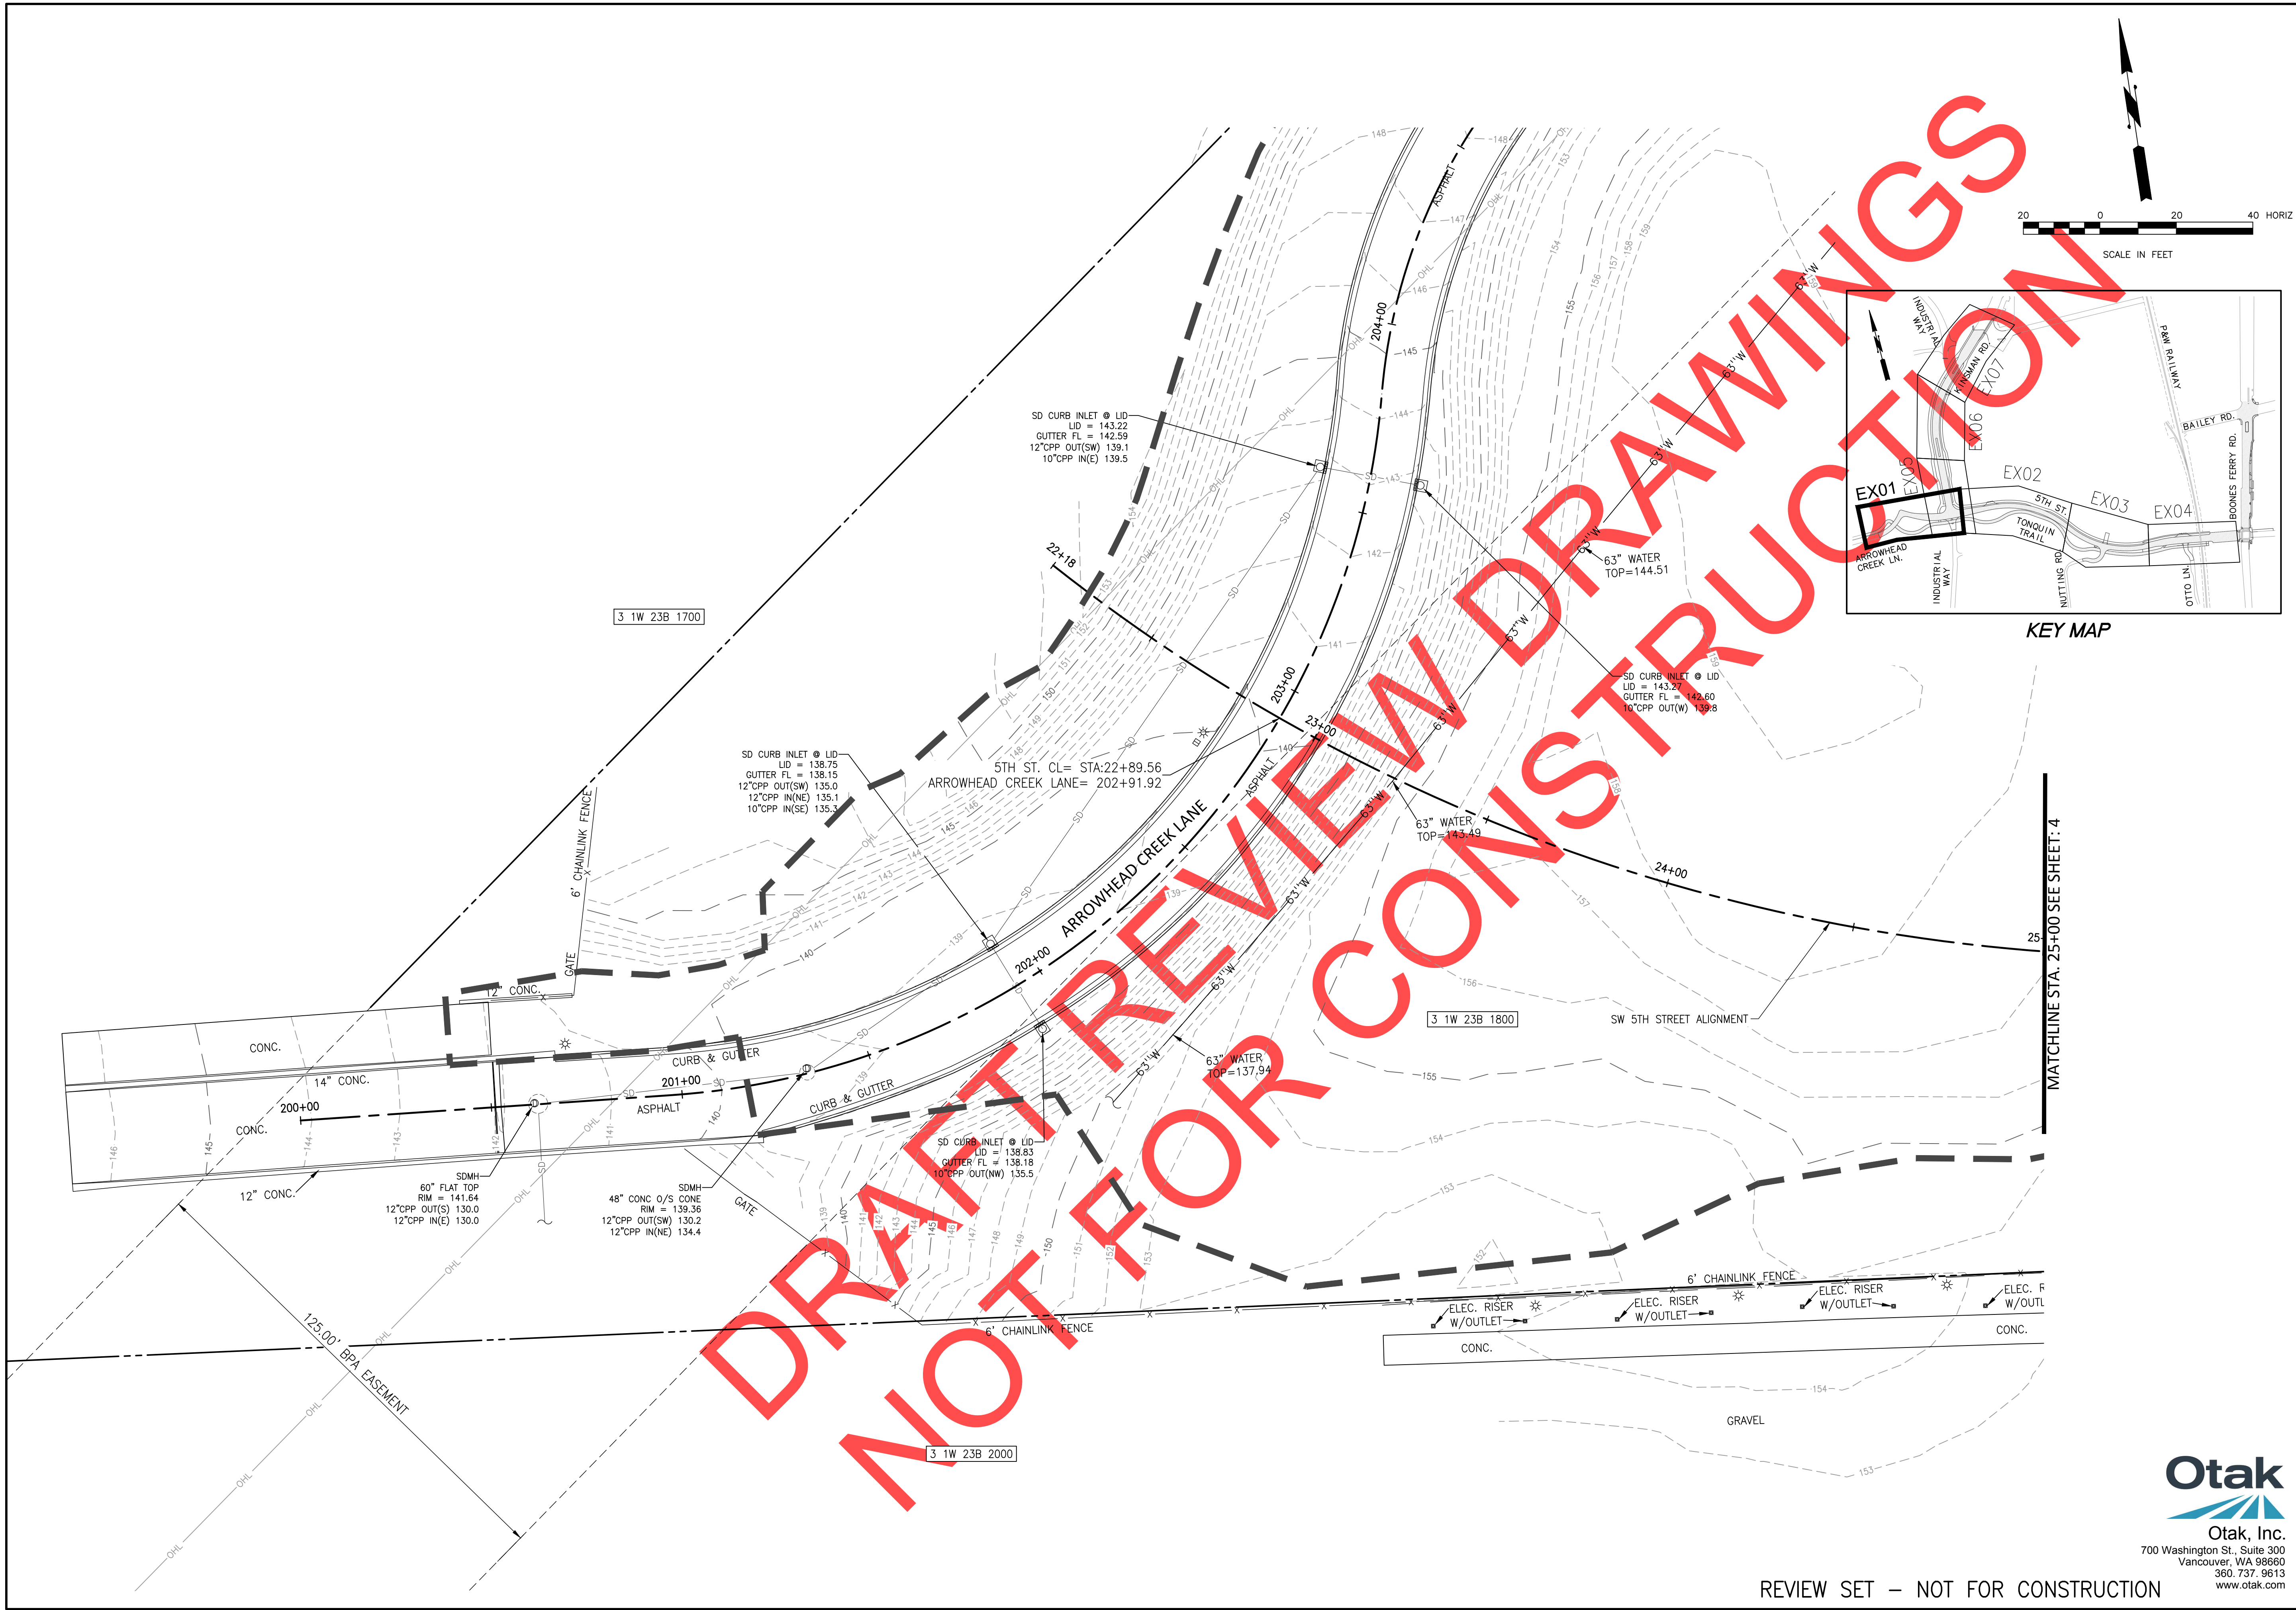 20 0 20 40 HORIZ
SCALE IN FEET
INDUSTRIAL
WAY
KINSMAN RD.
EX07
P&W RAILWAY
BAILEY RD.
BOONES FERRY RD.
EX06
EX05
EX01
EX02
5TH ST.
EX03
EX04
TONQUIN
TRAIL
ARROWHEAD
CREEK LN.
INDUSTRIAL
WAY
NUTTING RD
OTTO LN.
KEY MAP
DRAFT REVIEW DRAWINGS
NOT FOR CONSTRUCTION
SD CURB INLET @ LID
LID = 143.22
GUTTER FL = 142.59
12"CPP OUT(SW) 139.1
10"CPP IN(E) 139.5
ASPHALT
204+00
203+00
22+18
23+00
24+00
25
63" WATER
TOP=144.51
SD CURB INLET @ LID
LID = 143.27
GUTTER FL = 142.60
10"CPP OUT(W) 139.8
3 1W 23B 1700
SD CURB INLET @ LID
LID = 138.75
GUTTER FL = 138.15
12"CPP OUT(SW) 135.0
12"CPP IN(NE) 135.1
10"CPP IN(SE) 135.3
5TH ST. CL= STA:22+89.56
ARROWHEAD CREEK LANE= 202+91.92
ASPHALT
ARROWHEAD CREEK LANE
63" WATER
TOP=143.49
6' CHAINLINK FENCE
GATE
12" CONC.
202+00
MATCHLINE STA. 25+00 SEE SHEET: 4
3 1W 23B 1800
SW 5TH STREET ALIGNMENT
CONC.
14" CONC.
CURB & GUTTER
201+00
200+00
ASPHALT
CURB & GUTTER
CONC.
12" CONC.
63" WATER
TOP=137.94
SDMH
60" FLAT TOP
RIM = 141.64
12"CPP OUT(S) 130.0
12"CPP IN(E) 130.0
SDMH
48" CONC O/S CONE
RIM = 139.36
12"CPP OUT(SW) 130.2
12"CPP IN(NE) 134.4
SD CURB INLET @ LID
LID = 138.83
GUTTER FL = 138.18
10"CPP OUT(NW) 135.5
GATE
125.00' BPA EASEMENT
6' CHAINLINK FENCE
6' CHAINLINK FENCE
ELEC. RISER
W/OUTLET
ELEC. RISER
W/OUTLET
ELEC. RISER
W/OUTLET
ELEC. R
W/OUTL
CONC.
CONC.
GRAVEL
3 1W 23B 2000
Otak
Otak, Inc.
700 Washington St., Suite 300
Vancouver, WA 98660
360. 737. 9613
www.otak.com
REVIEW SET – NOT FOR CONSTRUCTION